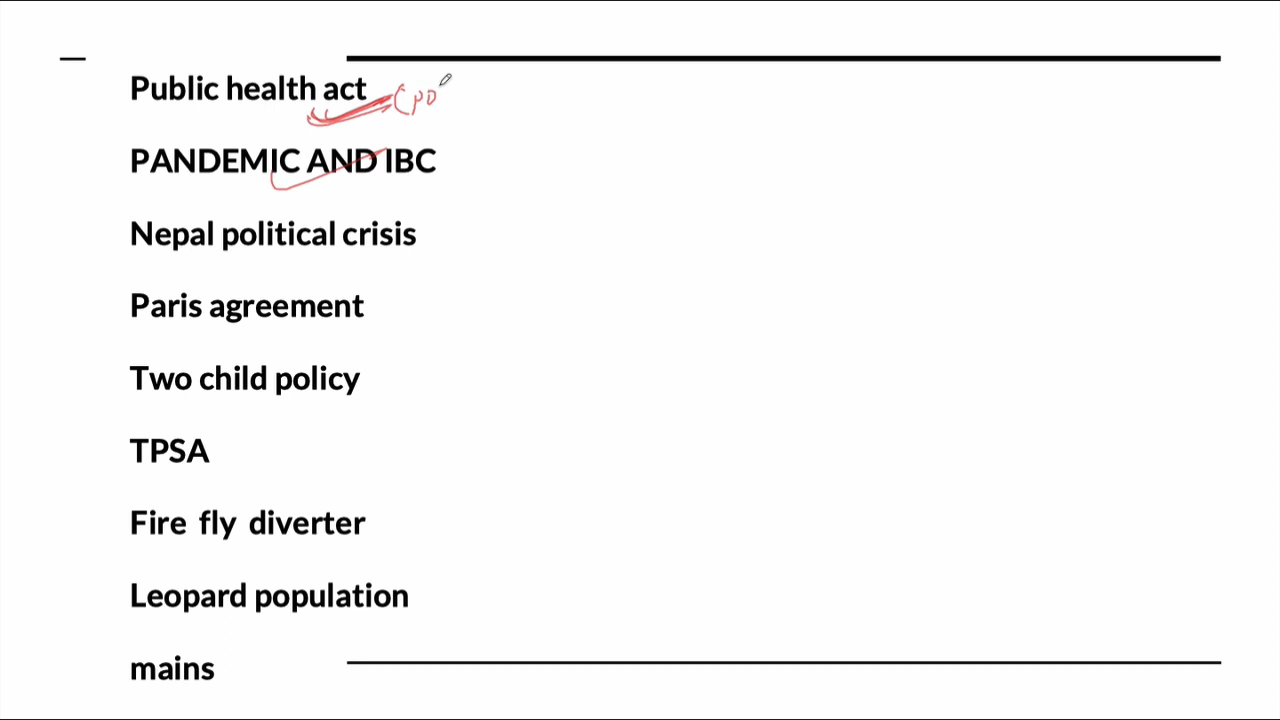 Public health act
PANDEMIC AND IBC
Nepal political crisis
Paris agreement
Two child policy
TPSA
Fire fly diverter
Leopard population
mains